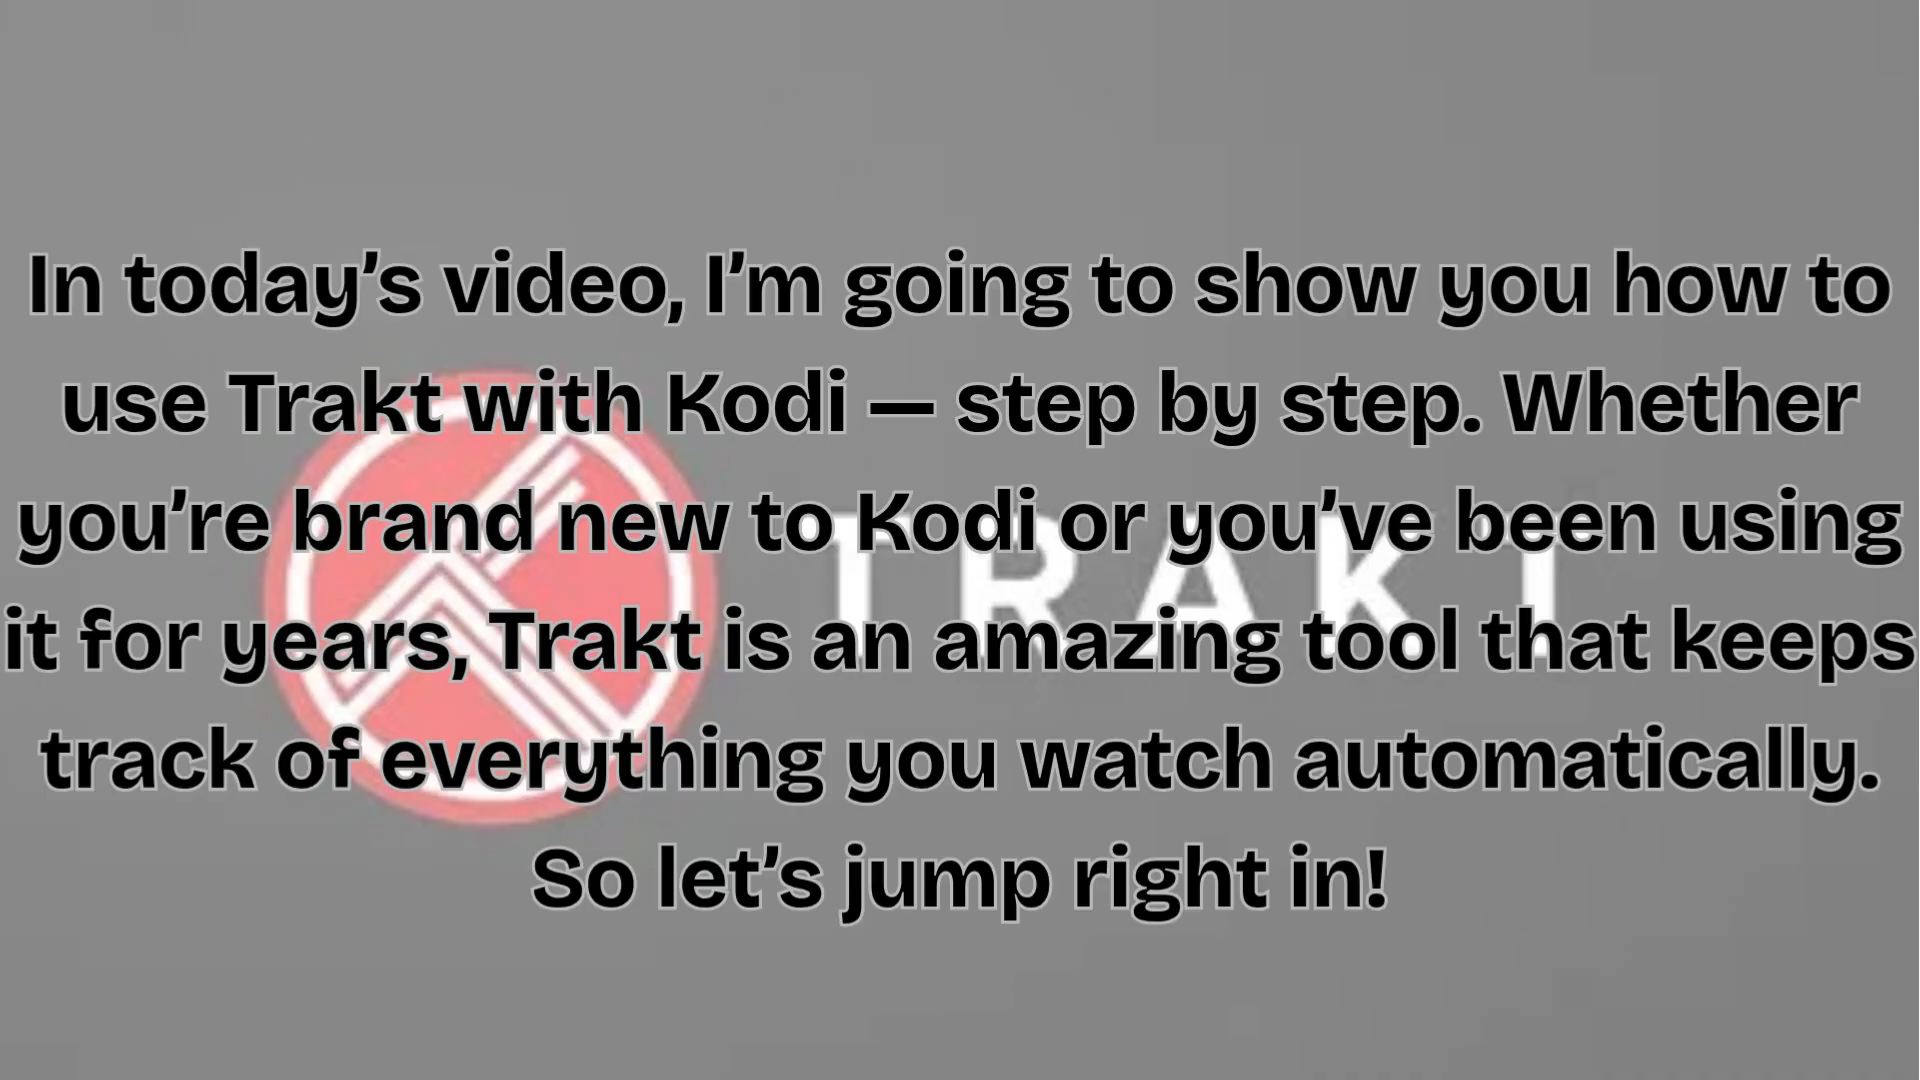 In today’s video, I’m going to show you how to
use Trakt with Kodi — step by step. Whether
you’re brand new to Kodi or you’ve been using
it for years, Trakt is an amazing tool that keeps
track of everything you watch automatically.
So let’s jump right in!
TRAKT